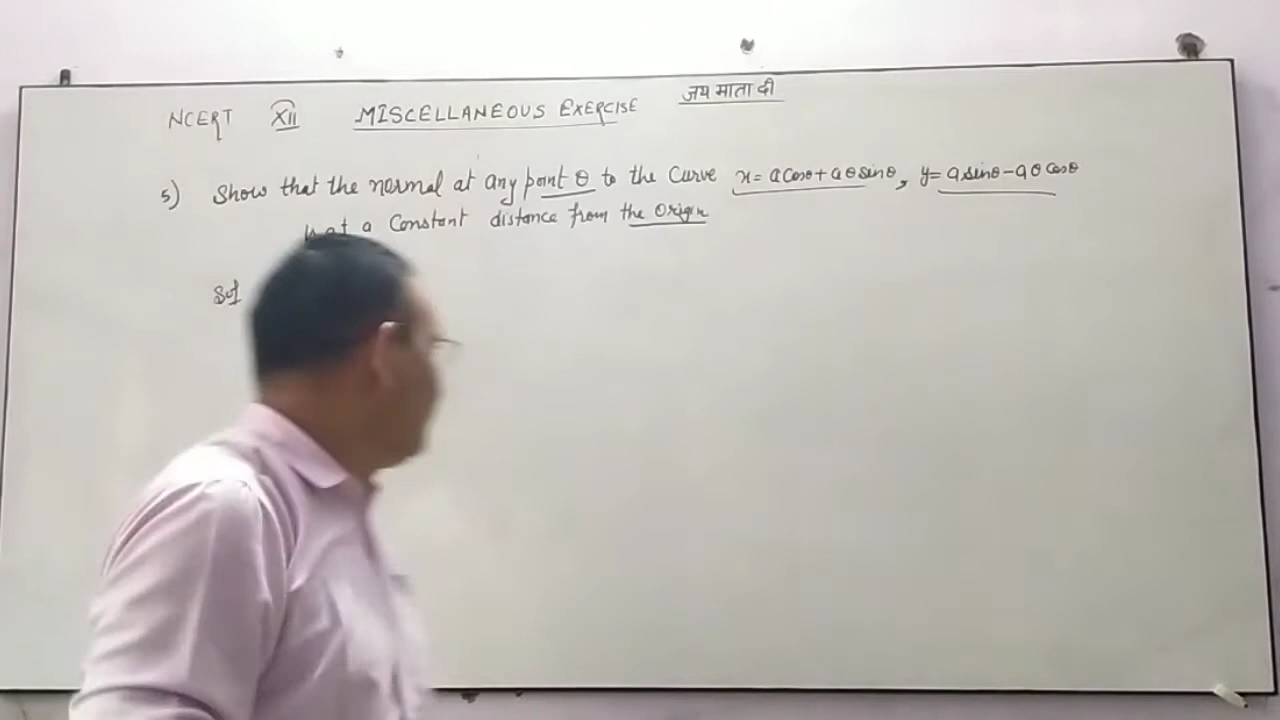 NCERT XII MISCELLANEOUS EXERCISE जय माता दी
5) Show that the normal at any point θ to the curve x = a cosθ + a θ sinθ, y = a sinθ - a θ cosθ
is at a constant distance from the origin
Sol